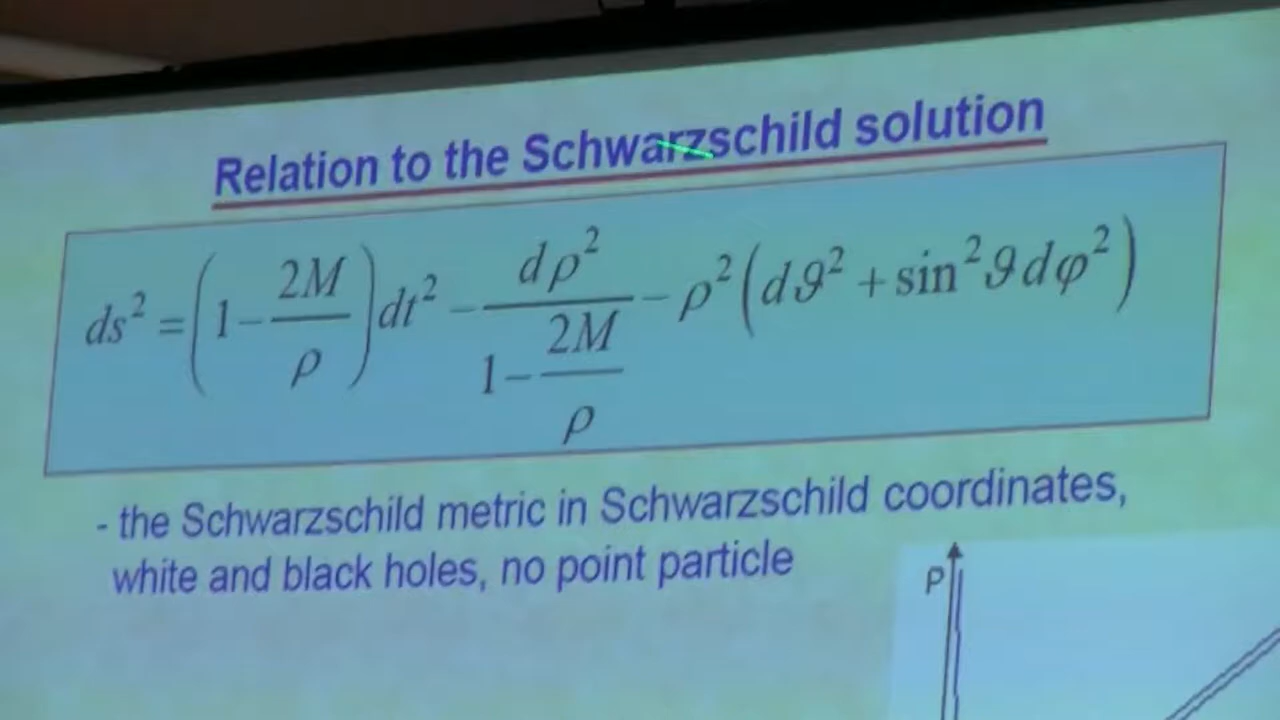 Relation to the Schwarzschild solution
ds² = (1 - 2M/ρ) dt² - dρ²/(1 - 2M/ρ) - ρ²(dϑ² + sin²ϑ dφ²)
- the Schwarzschild metric in Schwarzschild coordinates,
white and black holes, no point particle
ρ